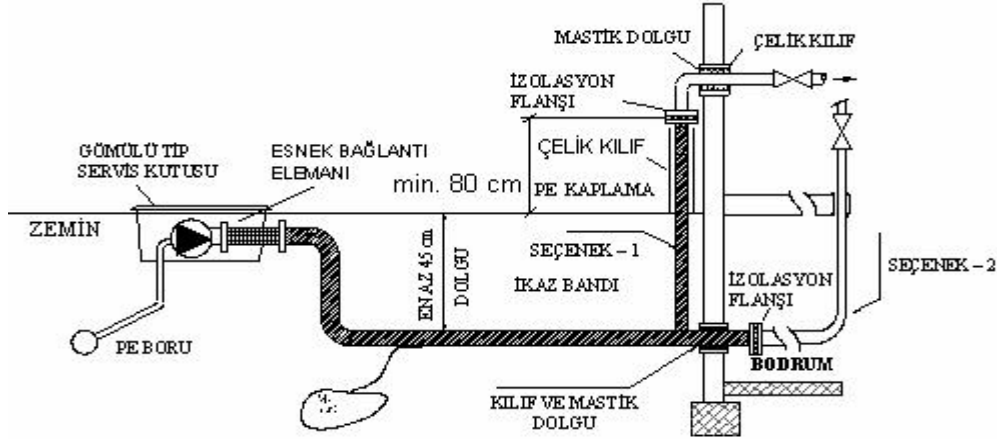 MASTİK DOLGU
ÇELİK KILIF
İZOLASYON
FLANŞI
GÖMÜLÜ TİP
SERVİS KUTUSU
ESNEK BAĞLANTI
ELEMANI
ÇELİK KILIF
min. 80 cm
PE KAPLAMA
ZEMİN
EN AZ 45 cm
DOLGU
SEÇENEK – 1
İKAZ BANDI
İZOLASYON
FLANŞI
SEÇENEK – 2
PE BORU
BODRUM
KILIF VE MASTİK
DOLGU